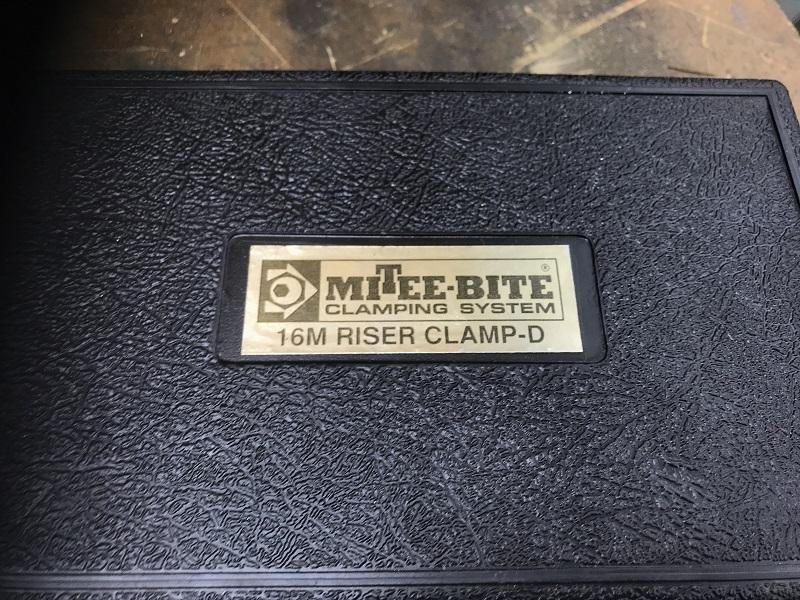 MITEE-BITE®
CLAMPING SYSTEM
16M RISER CLAMP-D